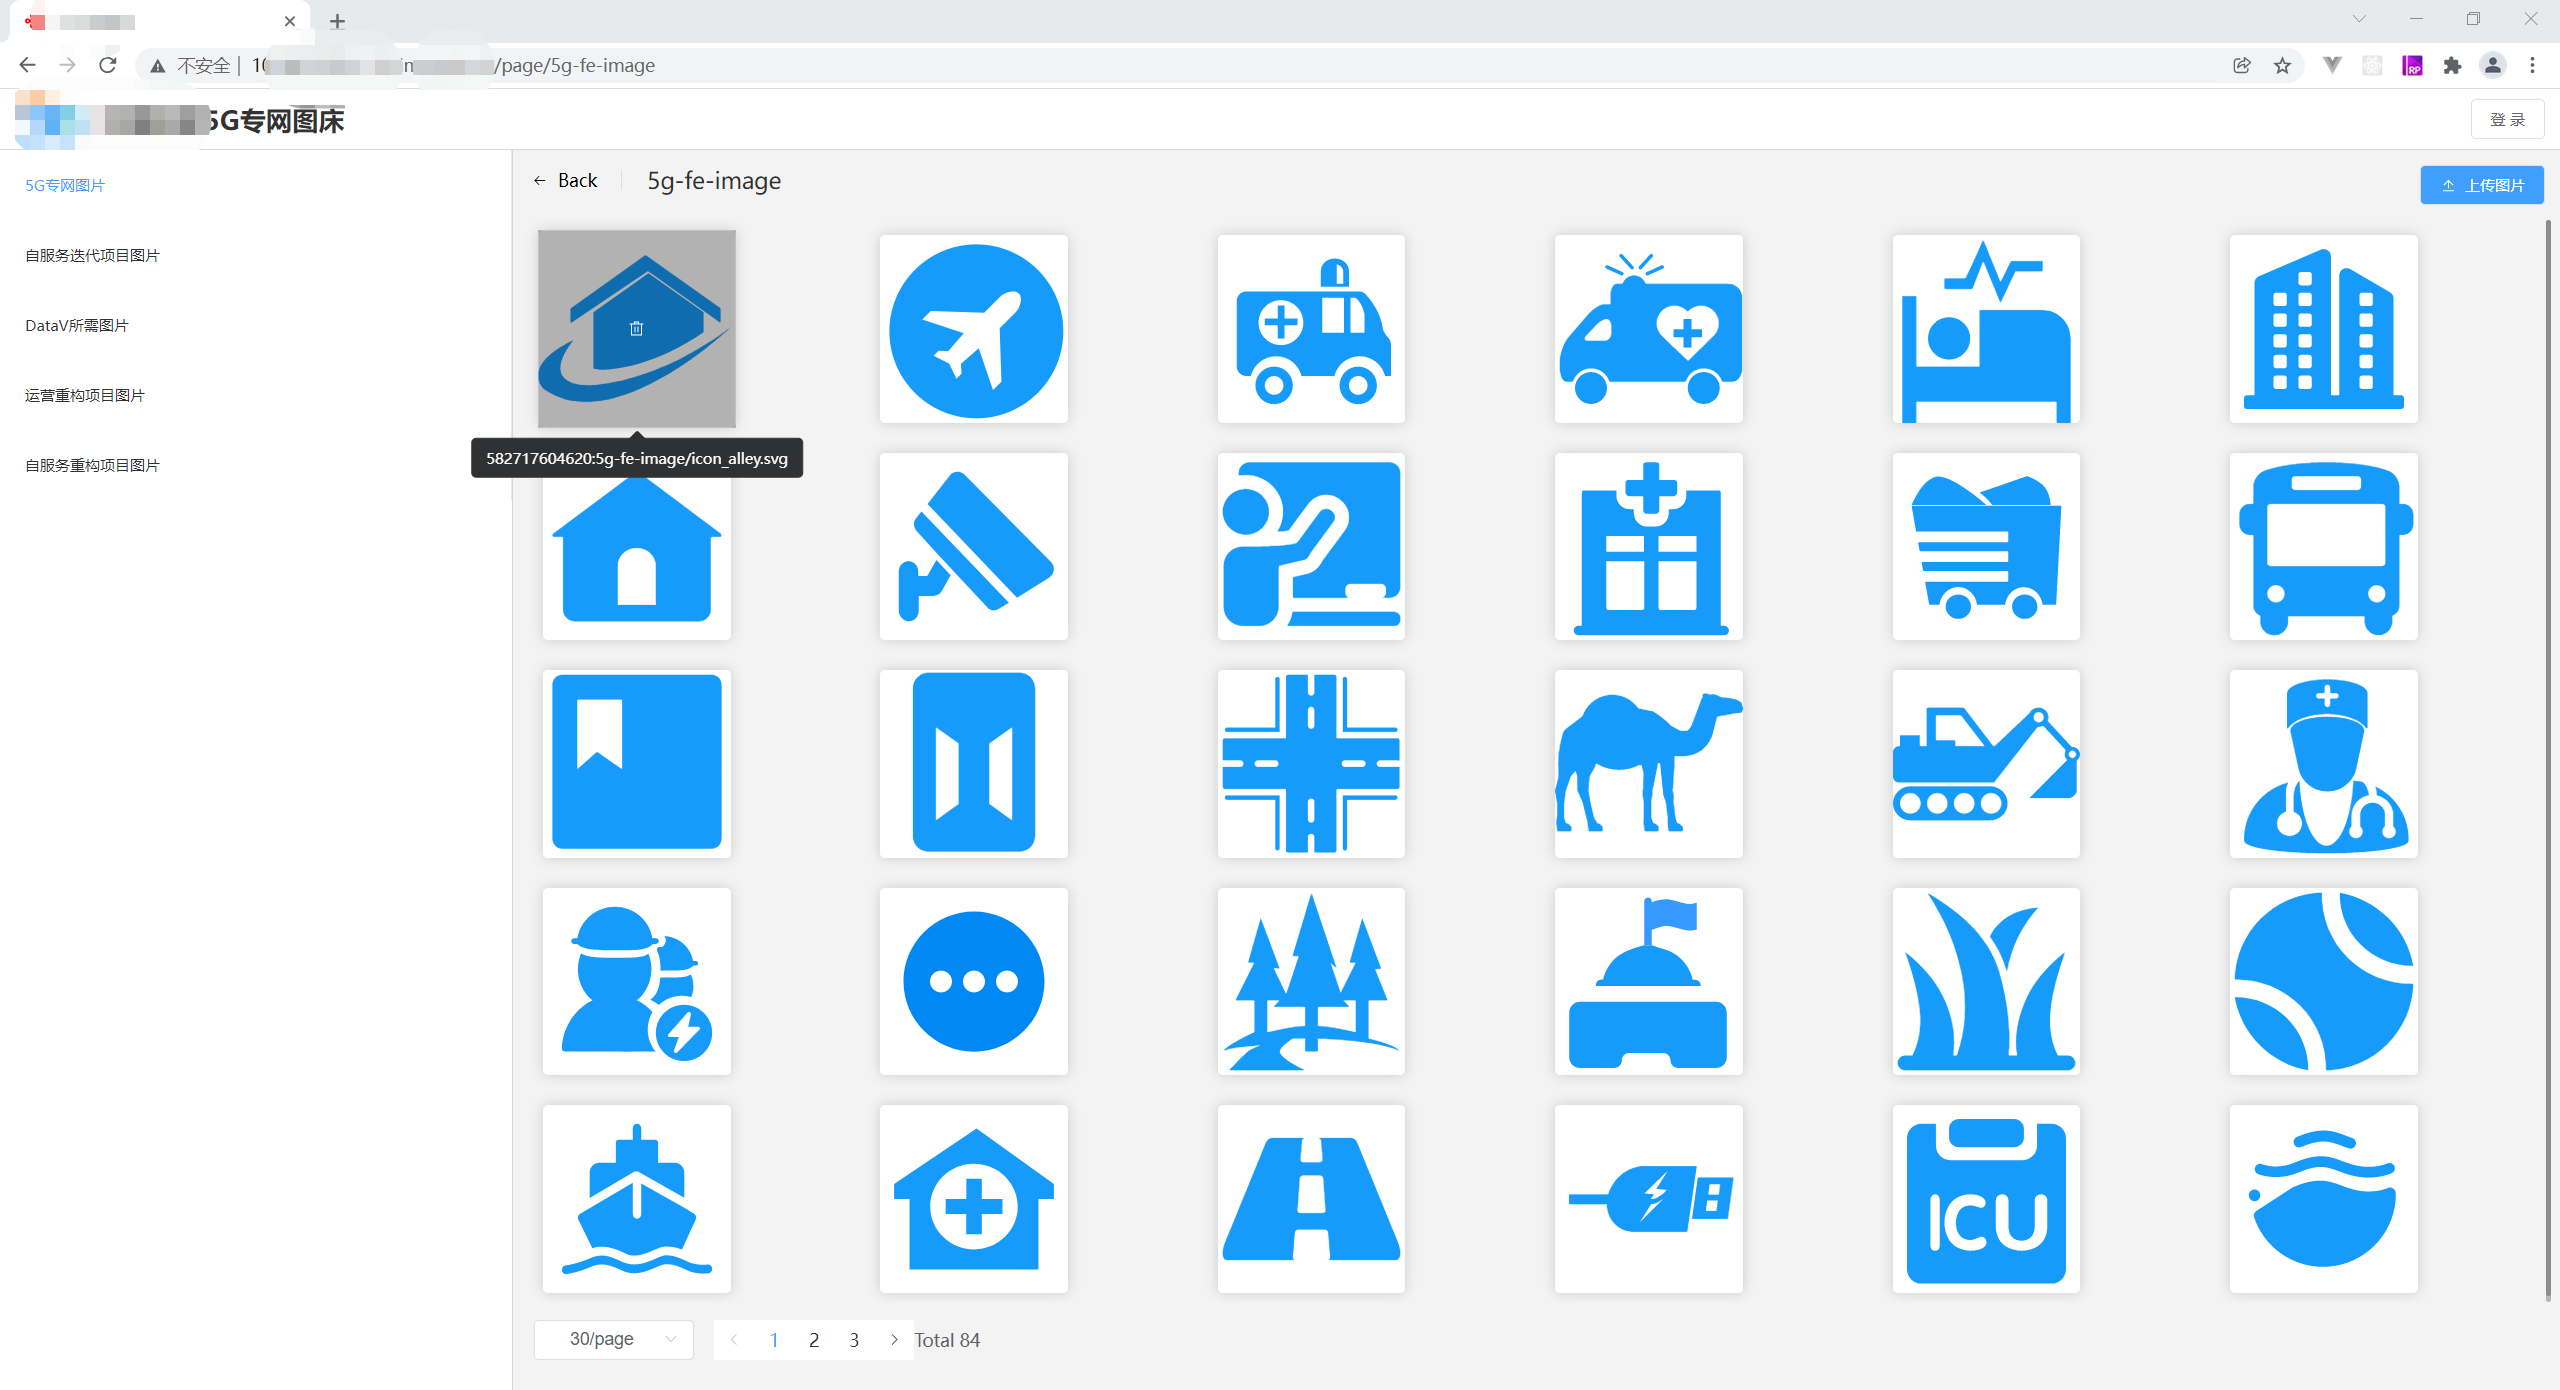 不安全
/page/5g-fe-image
5G专网图床
登 录
5G专网图片
自服务迭代项目图片
DataV所需图片
运营重构项目图片
自服务重构项目图片
Back
5g-fe-image
上传图片
582717604620:5g-fe-image/icon_alley.svg
ICU
30/page
1
2
3
Total 84
RP